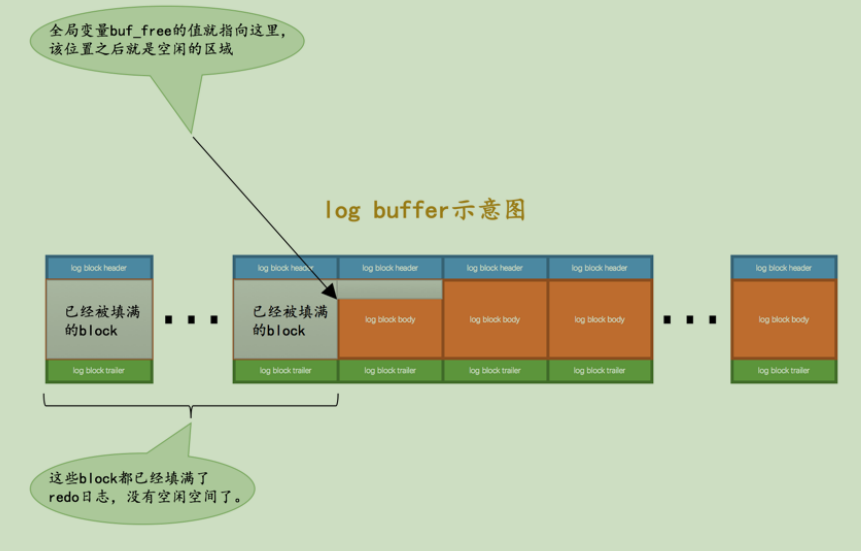 全局变量buf_free的值就指向这里,
该位置之后就是空闲的区域
log buffer示意图
log block header
log block header
log block header
log block header
log block header
log block header
已经被填满
的block
已经被填满
的block
log block body
log block body
log block body
log block body
log block trailer
log block trailer
log block trailer
log block trailer
log block trailer
log block trailer
这些block都已经填满了
redo日志，没有空闲空间了。